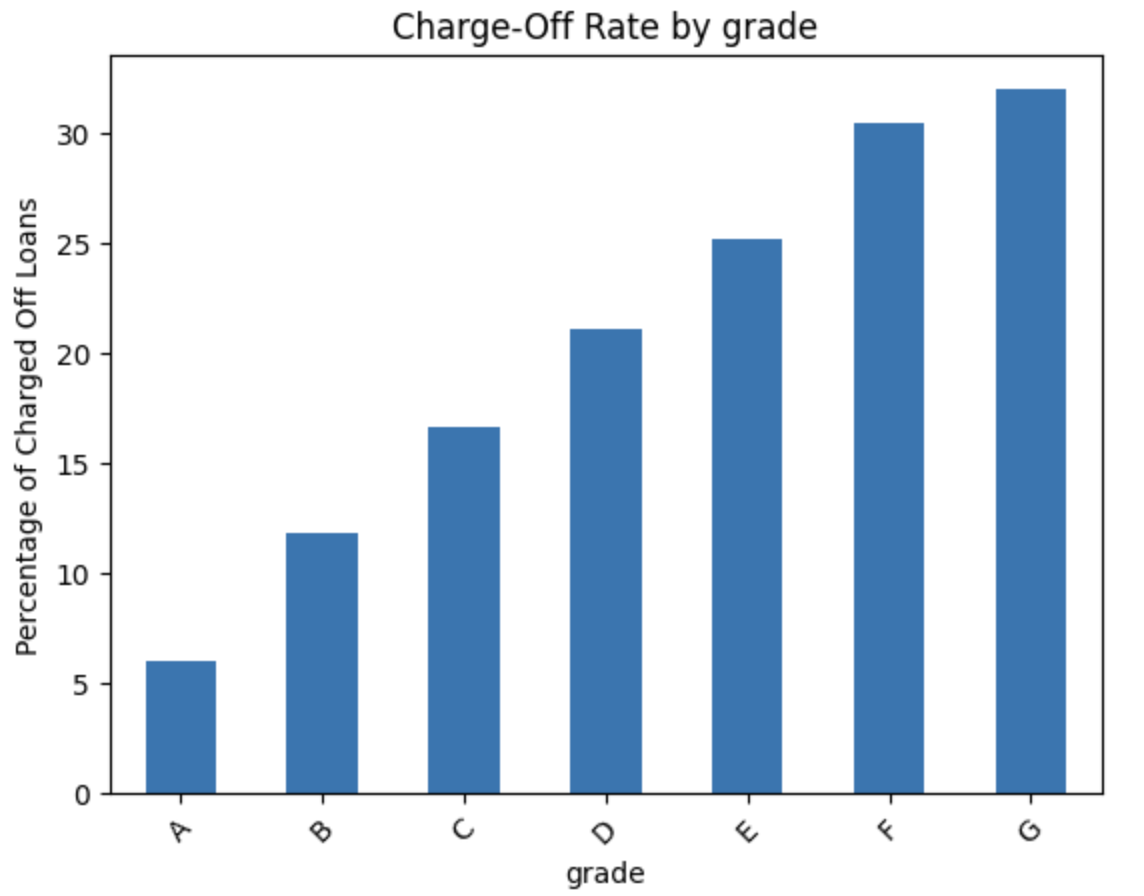 Charge-Off Rate by grade
Percentage of Charged Off Loans
30
25
20
15
10
5
0
A
B
C
D
E
F
G
grade